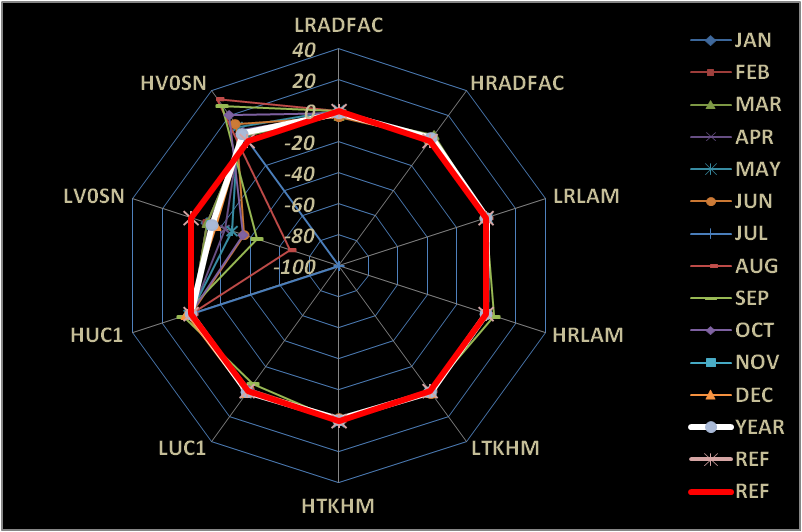 LRADFAC
HRADFAC
LRLAM
HRLAM
LTKHM
HTKHM
LUC1
HUC1
LV0SN
HV0SN
40
20
0
-20
-40
-60
-80
-100
JAN
FEB
MAR
APR
MAY
JUN
JUL
AUG
SEP
OCT
NOV
DEC
YEAR
REF
REF